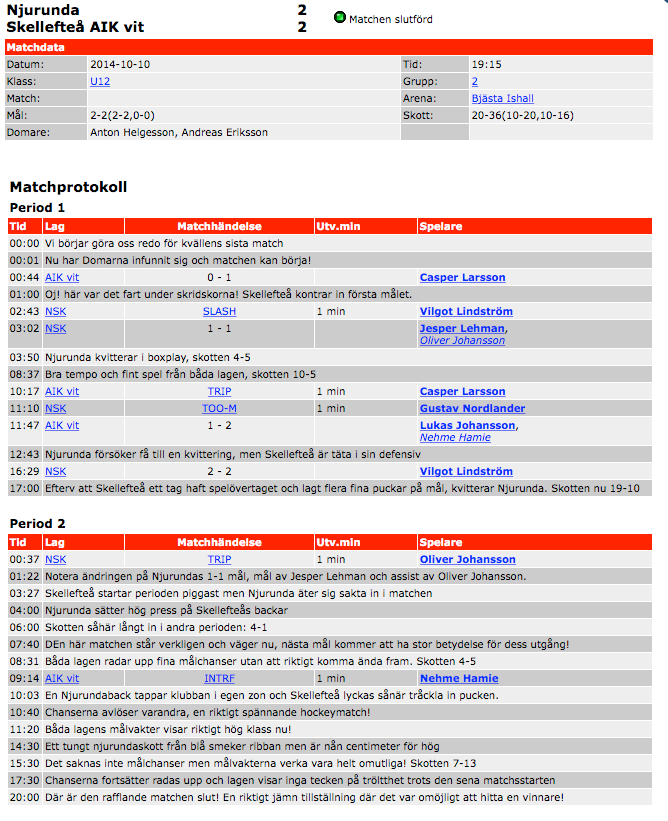 Njurunda 2
Skellefteå AIK vit 2
Matchen slutförd
Matchdata
Datum: 2014-10-10 Tid: 19:15
Klass: U12 Grupp: 2
Match: Arena: Bjästa Ishall
Mål: 2-2(2-2,0-0) Skott: 20-36(10-20,10-16)
Domare: Anton Helgesson, Andreas Eriksson
Matchprotokoll
Period 1
Tid Lag Matchhändelse Utv.min Spelare
00:00 Vi börjar göra oss redo för kvällens sista match
00:01 Nu har Domarna infunnit sig och matchen kan börja!
00:44 AIK vit 0 - 1 Casper Larsson
01:00 Oj! här var det fart under skridskorna! Skellefteå kontrar in första målet.
02:43 NSK SLASH 1 min Vilgot Lindström
03:02 NSK 1 - 1 Jesper Lehman,
Oliver Johansson
03:50 Njurunda kvitterar i boxplay, skotten 4-5
08:37 Bra tempo och fint spel från båda lagen, skotten 10-5
10:17 AIK vit TRIP 1 min Casper Larsson
11:10 NSK TOO-M 1 min Gustav Nordlander
11:47 AIK vit 1 - 2 Lukas Johansson,
Nehme Hamie
12:43 Njurunda försöker få till en kvittering, men Skellefteå är täta i sin defensiv
16:29 NSK 2 - 2 Vilgot Lindström
17:00 Efterv att Skellefteå ett tag haft spelövertaget och lagt flera fina puckar på mål, kvitterar Njurunda. Skotten nu 19-10
Period 2
Tid Lag Matchhändelse Utv.min Spelare
00:37 NSK TRIP 1 min Oliver Johansson
01:22 Notera ändringen på Njurundas 1-1 mål, mål av Jesper Lehman och assist av Oliver Johansson.
03:27 Skellefteå startar perioden piggast men Njurunda äter sig sakta in i matchen
04:00 Njurunda sätter hög press på Skellefteås backar
06:00 Skotten såhär långt in i andra perioden: 4-1
07:40 DEn här matchen står verkligen och väger nu, nästa mål kommer att ha stor betydelse för dess utgång!
08:31 Båda lagen radar upp fina målchanser utan att riktigt komma ända fram. Skotten 4-5
09:14 AIK vit INTRF 1 min Nehme Hamie
10:03 En Njurundaback tappar klubban i egen zon och Skellefteå lyckas sånär tråckla in pucken.
10:40 Chanserna avlöser varandra, en riktigt spännande hockeymatch!
11:20 Båda lagens målvakter visar riktigt hög klass nu!
14:30 Ett tungt njurundaskott från blå smeker ribban men är nån centimeter för hög
15:30 Det saknas inte målchanser men målvakterna verka vara helt omutliga! Skotten 7-13
17:30 Chanserna fortsätter radas upp och lagen visar inga tecken på tröltthet trots den sena matchsstarten
20:00 Där är den rafflande matchen slut! En riktigt jämn tillställning där det var omöjligt att hitta en vinnare!